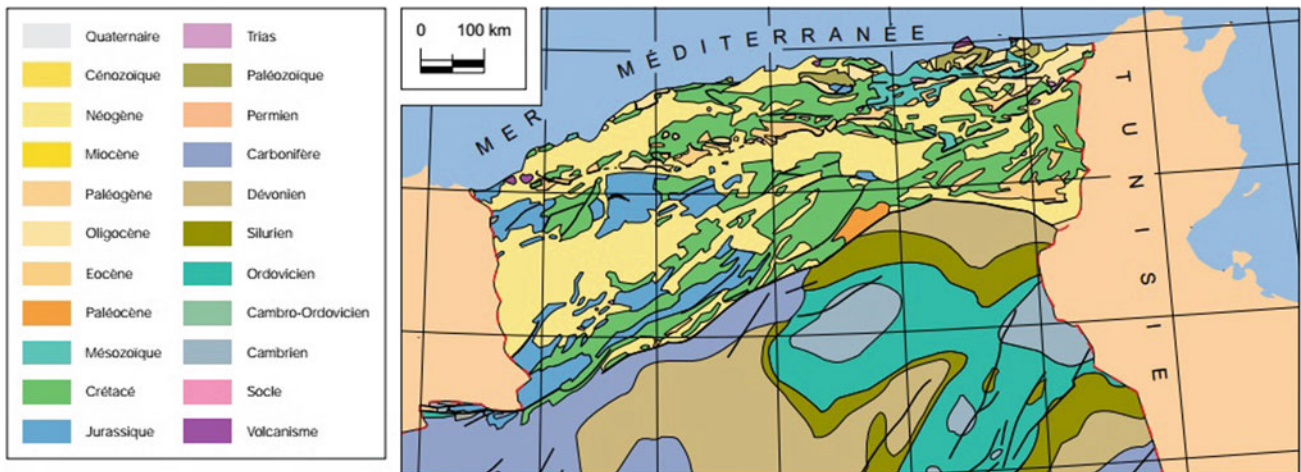 Quaternaire
Cénozoïque
Néogène
Miocène
Paléogène
Oligocène
Eocène
Paléocène
Mésozoïque
Crétacé
Jurassique
Trias
Paléozoïque
Permien
Carbonifère
Dévonien
Silurien
Ordovicien
Cambro-Ordovicien
Cambrien
Socle
Volcanisme
0 100 km
MER MÉDITERRANÉE
TUNISIE